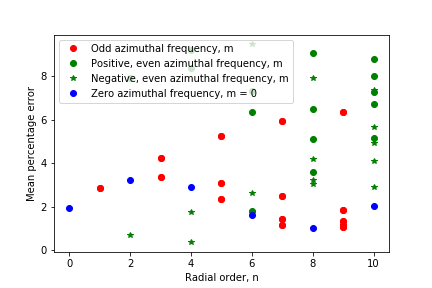 Odd azimuthal frequency, m
Positive, even azimuthal frequency, m
Negative, even azimuthal frequency, m
Zero azimuthal frequency, m = 0
Mean percentage error
8
6
4
2
0
0 2 4 6 8 10
Radial order, n